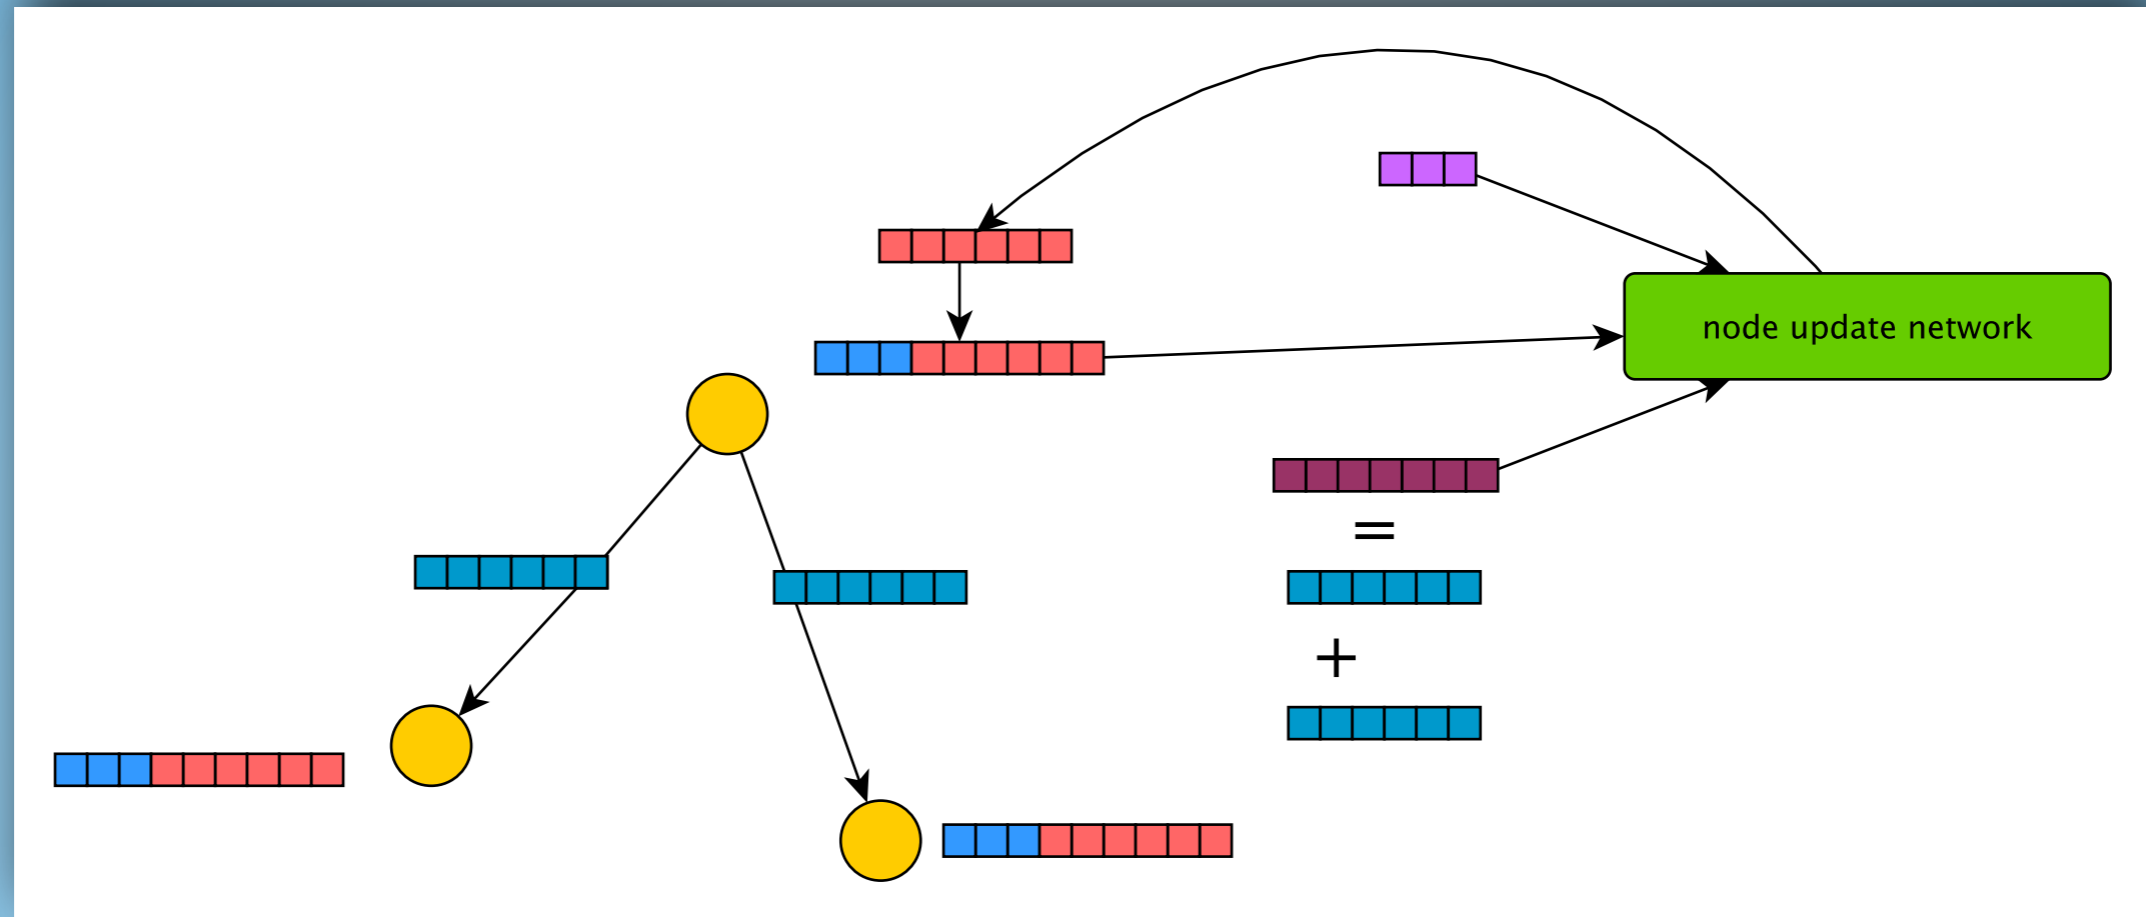 node update network
=
+